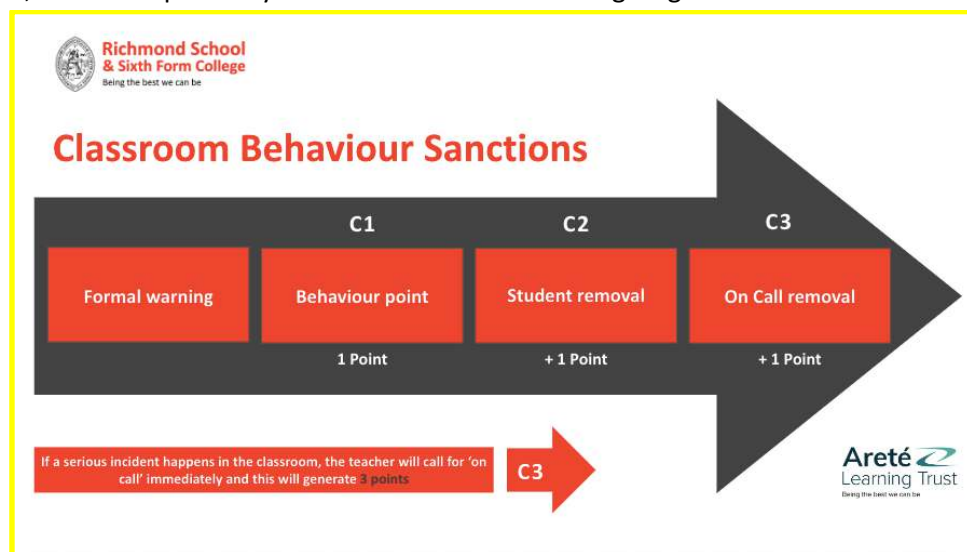 Richmond School
& Sixth Form College
Being the best we can be
Classroom Behaviour Sanctions
C1
C2
C3
Formal warning
Behaviour point
Student removal
On Call removal
1 Point
+ 1 Point
+ 1 Point
If a serious incident happens in the classroom, the teacher will call for ‘on
call’ immediately and this will generate 3 points
C3
Areté
Learning Trust
Being the best we can be